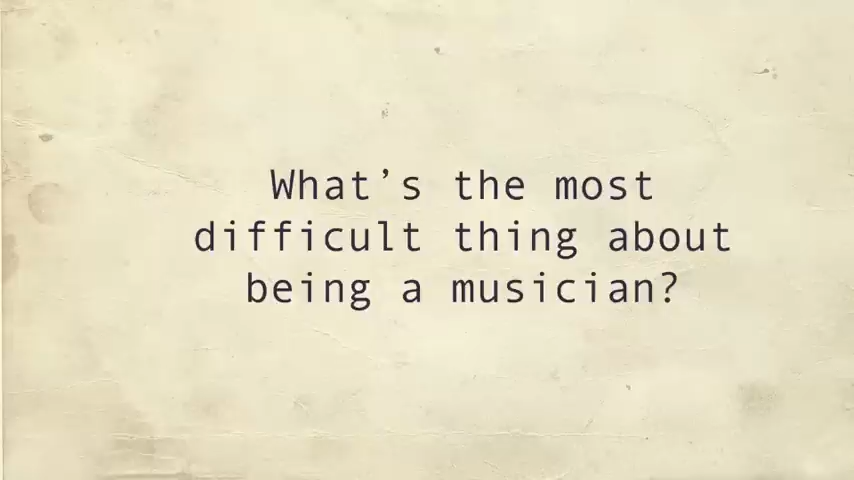 What’s the most
difficult thing about
being a musician?